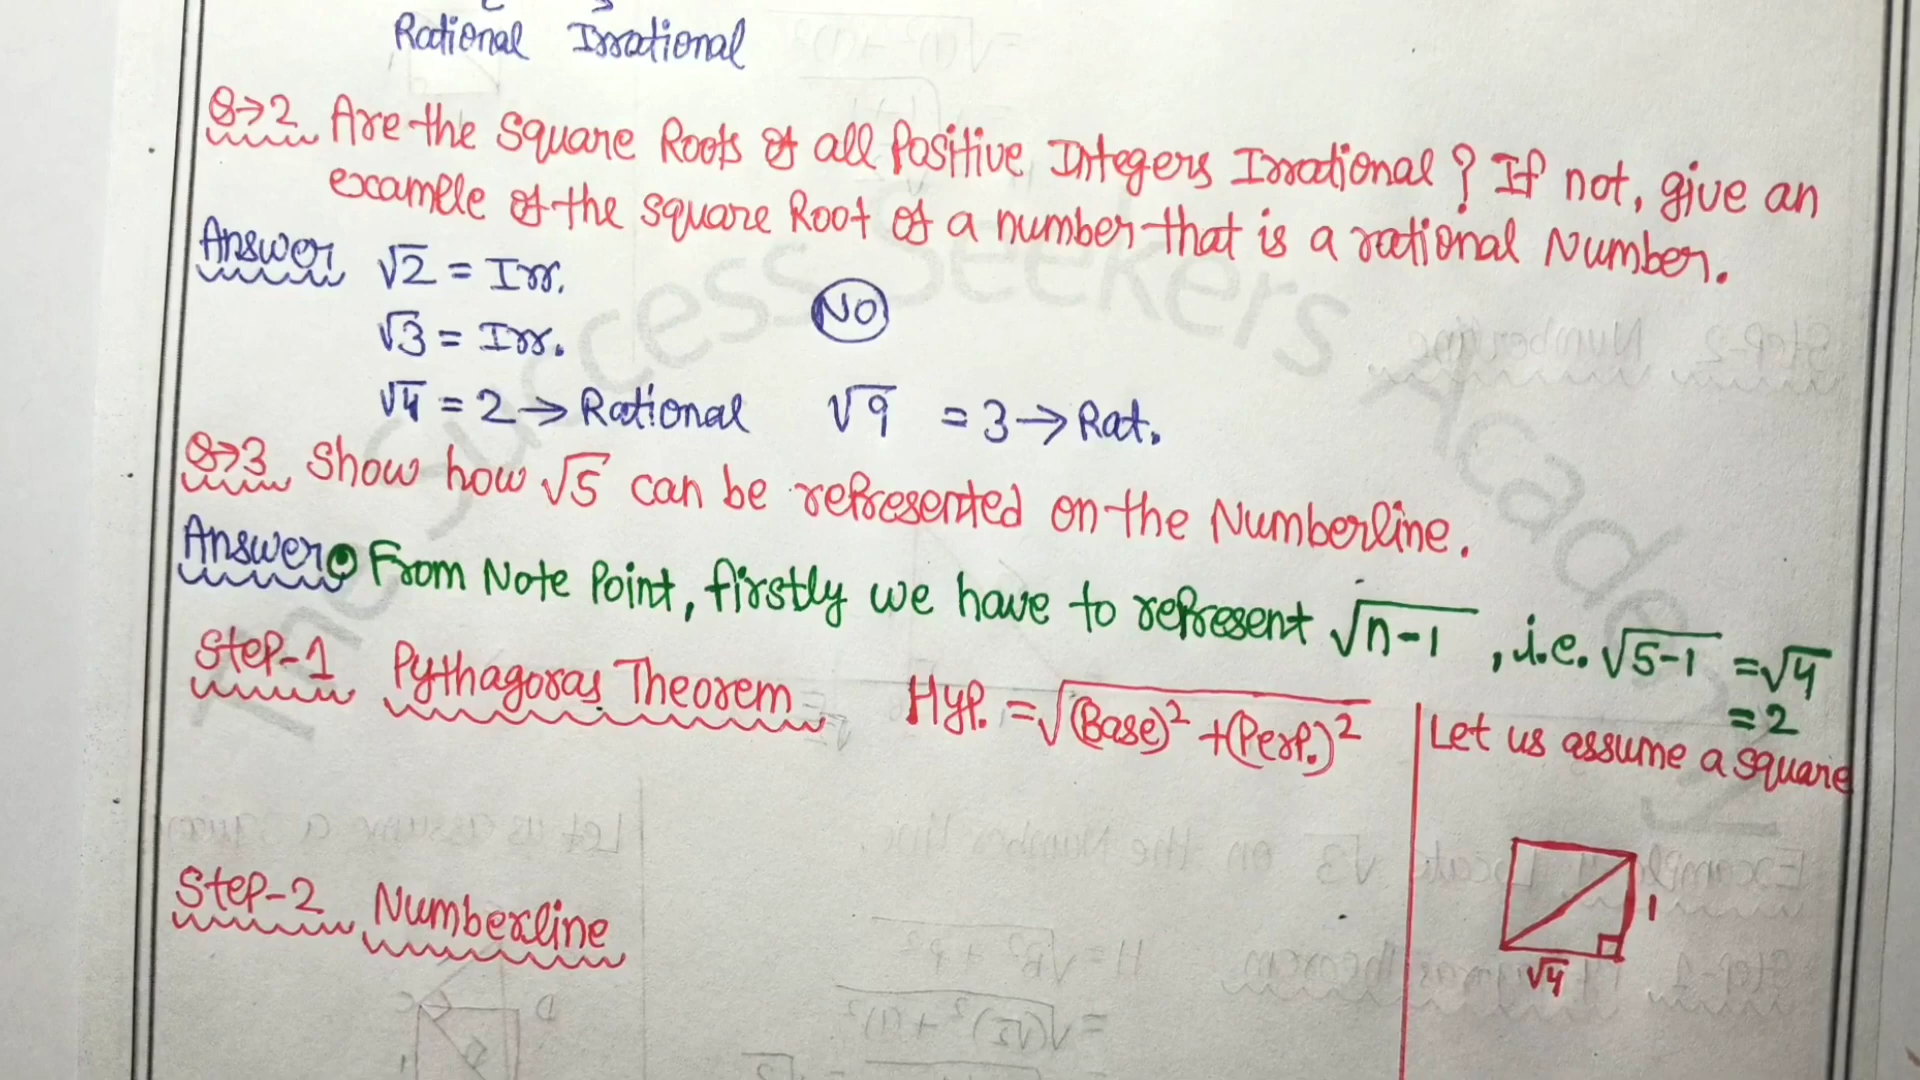 Rational Irrational
Q→2 Are the Square Roots of all Positive Integers Irrational? If not, give an
example of the square Root of a number that is a rational Number.
Answer √2 = Irr.
NO
√3 = Irr.
√4 = 2 → Rational √9 = 3 → Rat.
Q→3 Show how √5 can be represented on the Numberline.
Answer From Note Point, firstly we have to represent √n-1, i.e. √5-1 = √4
= 2
Step-1 Pythagoras Theorem Hyp. = √(Base)² + (Perp.)²
Let us assume a square
1
√4
Step-2 Numberline
The Success Seekers Academy